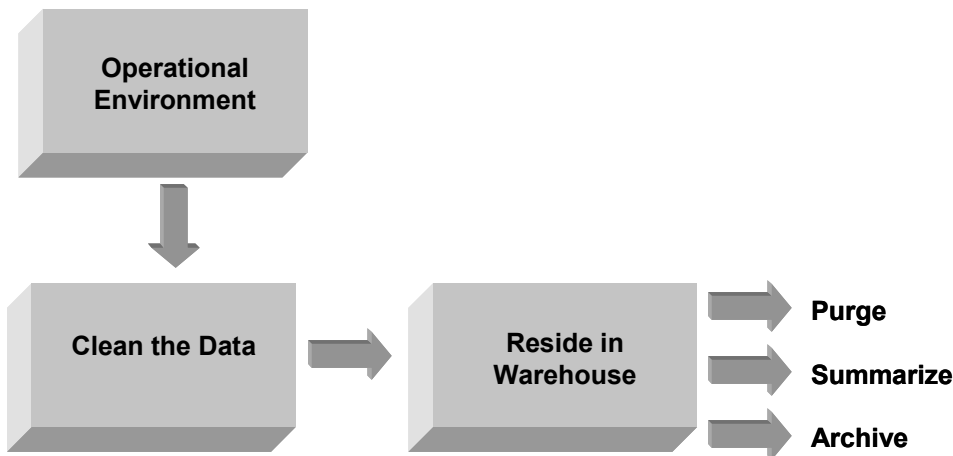 Operational
Environment
Clean the Data
Reside in
Warehouse
Purge
Summarize
Archive